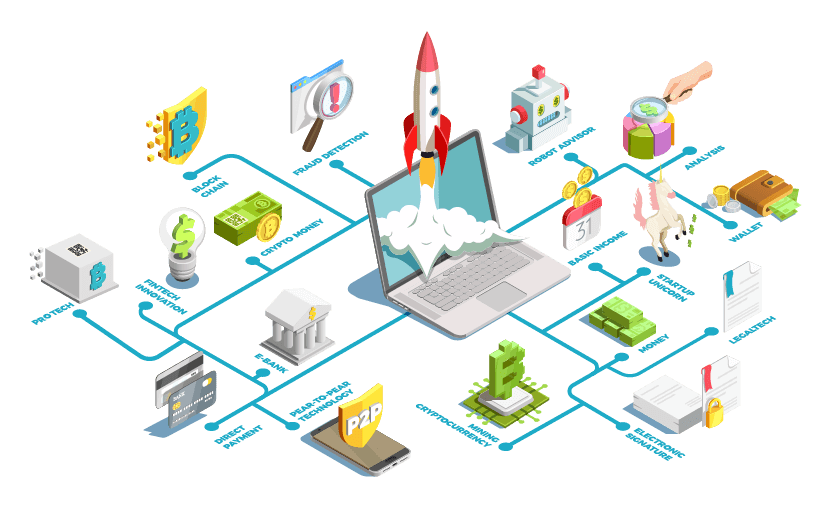 FRAUD DETECTION
ROBOT ADVISOR
ANALYSIS
BLOCK
CHAIN
CRYPTO MONEY
31
BASIC INCOME
WALLET
PRO TECH
FINTECH
INNOVATION
STARTUP
UNICORN
E-BANK
MONEY
LEGALTECH
BANK
DIRECT
PAYMENT
PEAR-TO-PEAR
TECHNOLOGY
P2P
MINING
CRYPTOCURRENCY
ELECTRONIC
SIGNATURE